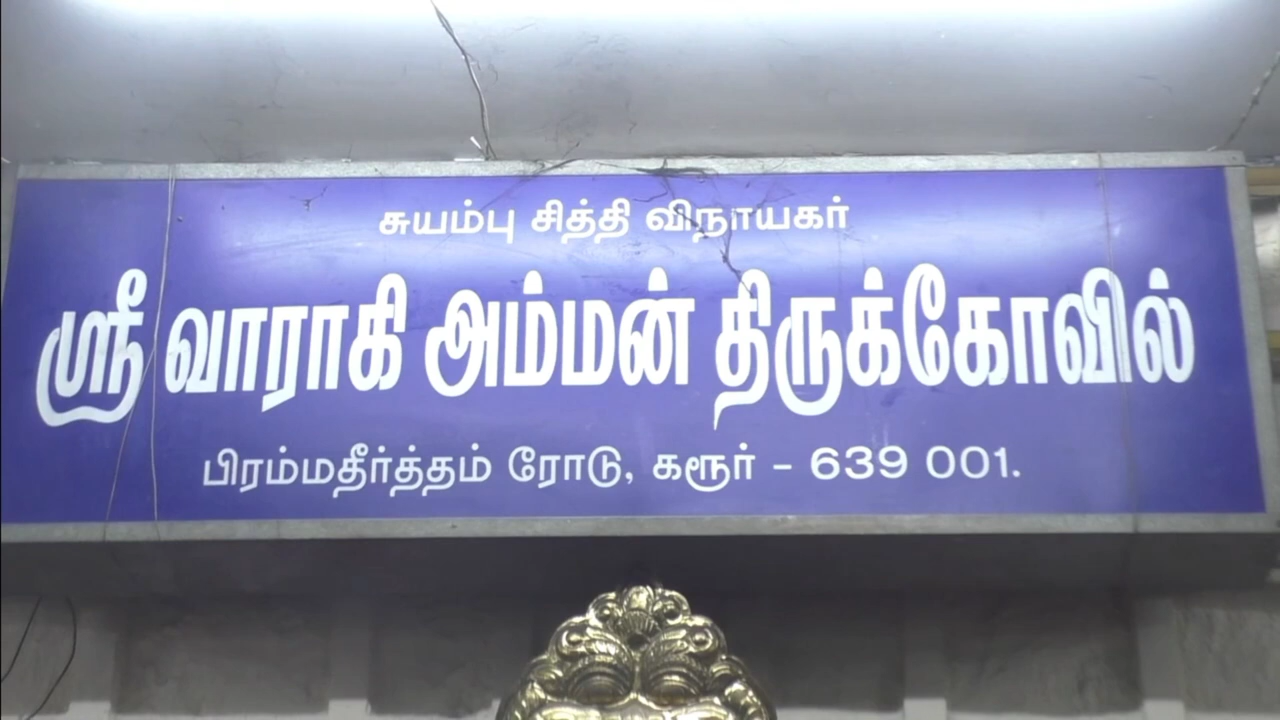 சுயம்பு சித்தி விநாயகர்
ஸ்ரீ வாராகி அம்மன் திருக்கோவில்
பிரம்மதீர்த்தம் ரோடு, கரூர் - 639 001.